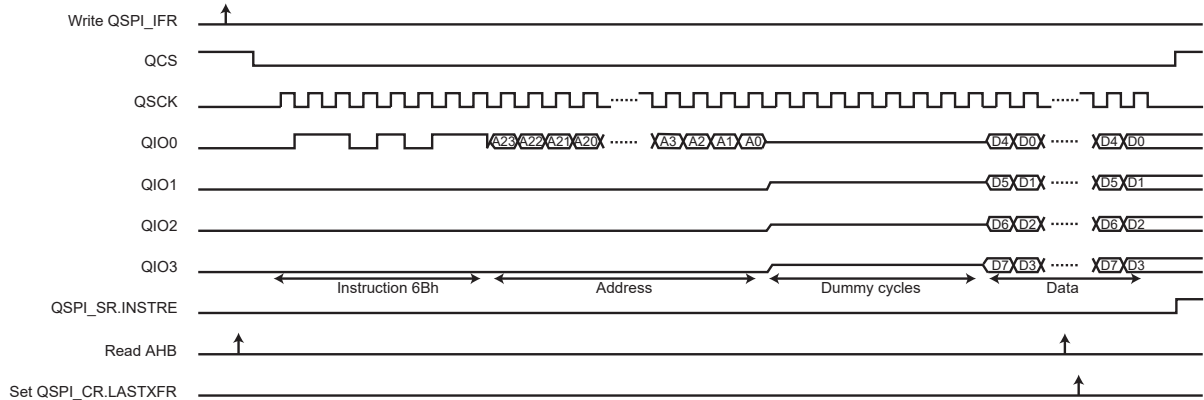 Write QSPI_IFR
QCS
QSCK
QIO0 A23 A22 A21 A20 A3 A2 A1 A0 D4 D0 D4 D0
QIO1 D5 D1 D5 D1
QIO2 D6 D2 D6 D2
QIO3 D7 D3 D7 D3
Instruction 6Bh Address Dummy cycles Data
QSPI_SR.INSTRE
Read AHB
Set QSPI_CR.LASTXFR